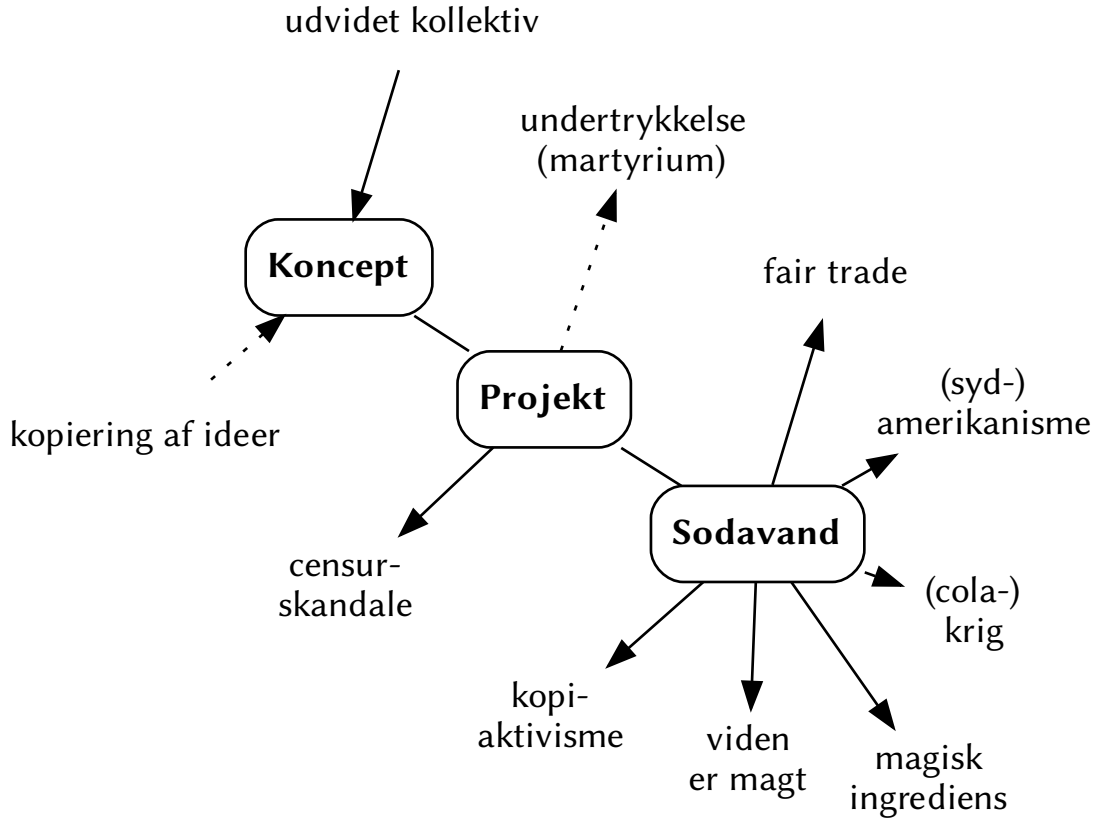 udvidet kollektiv
undertrykkelse
(martyrium)
Koncept
fair trade
kopiering af ideer
Projekt
(syd-)
amerikanisme
Sodavand
censur-
skandale
(cola-)
krig
kopi-
aktivisme
viden
er magt
magisk
ingrediens